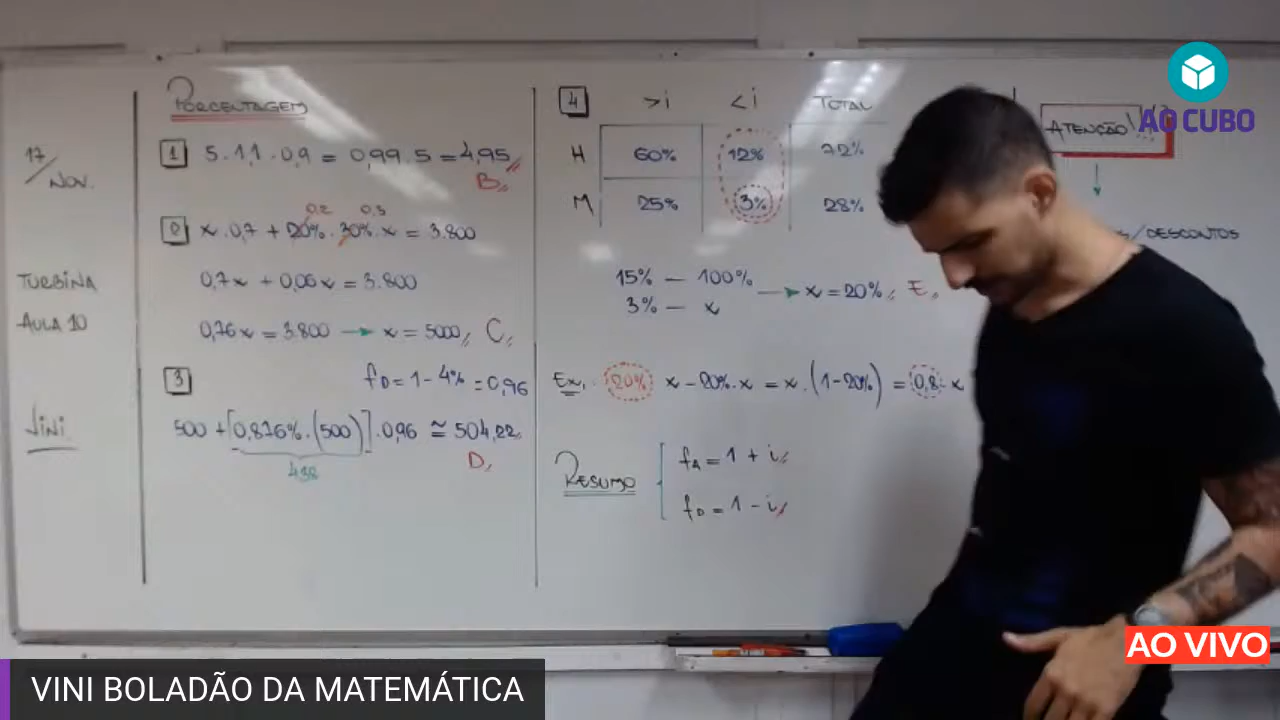 17/NOV.
TURBINA
AULA 10
Vini
PORCENTAGEM
1 5 . 1,1 . 0,9 = 0,99 . 5 = 4,95
B
0,2 0,3
2 x . 0,7 + 20% . 30% . x = 3.800
0,7x + 0,06x = 3.800
0,76x = 3.800 → x = 5000 C
3 fD = 1 - 4% = 0,96
500 + [0,876% . (500)] . 0,96 ≅ 504,22
4,38
D
4 >i <i TOTAL
H 60% 12% 72%
M 25% 3% 28%
15% — 100%
3% — x → x = 20% E
Ex. 20% x - 20% . x = x . (1 - 20%) = 0,8 . x
RESUMO
fA = 1 + i
fD = 1 - i
ATENÇÃO!!
/DESCONTOS
AO CUBO
AO VIVO
VINI BOLADÃO DA MATEMÁTICA